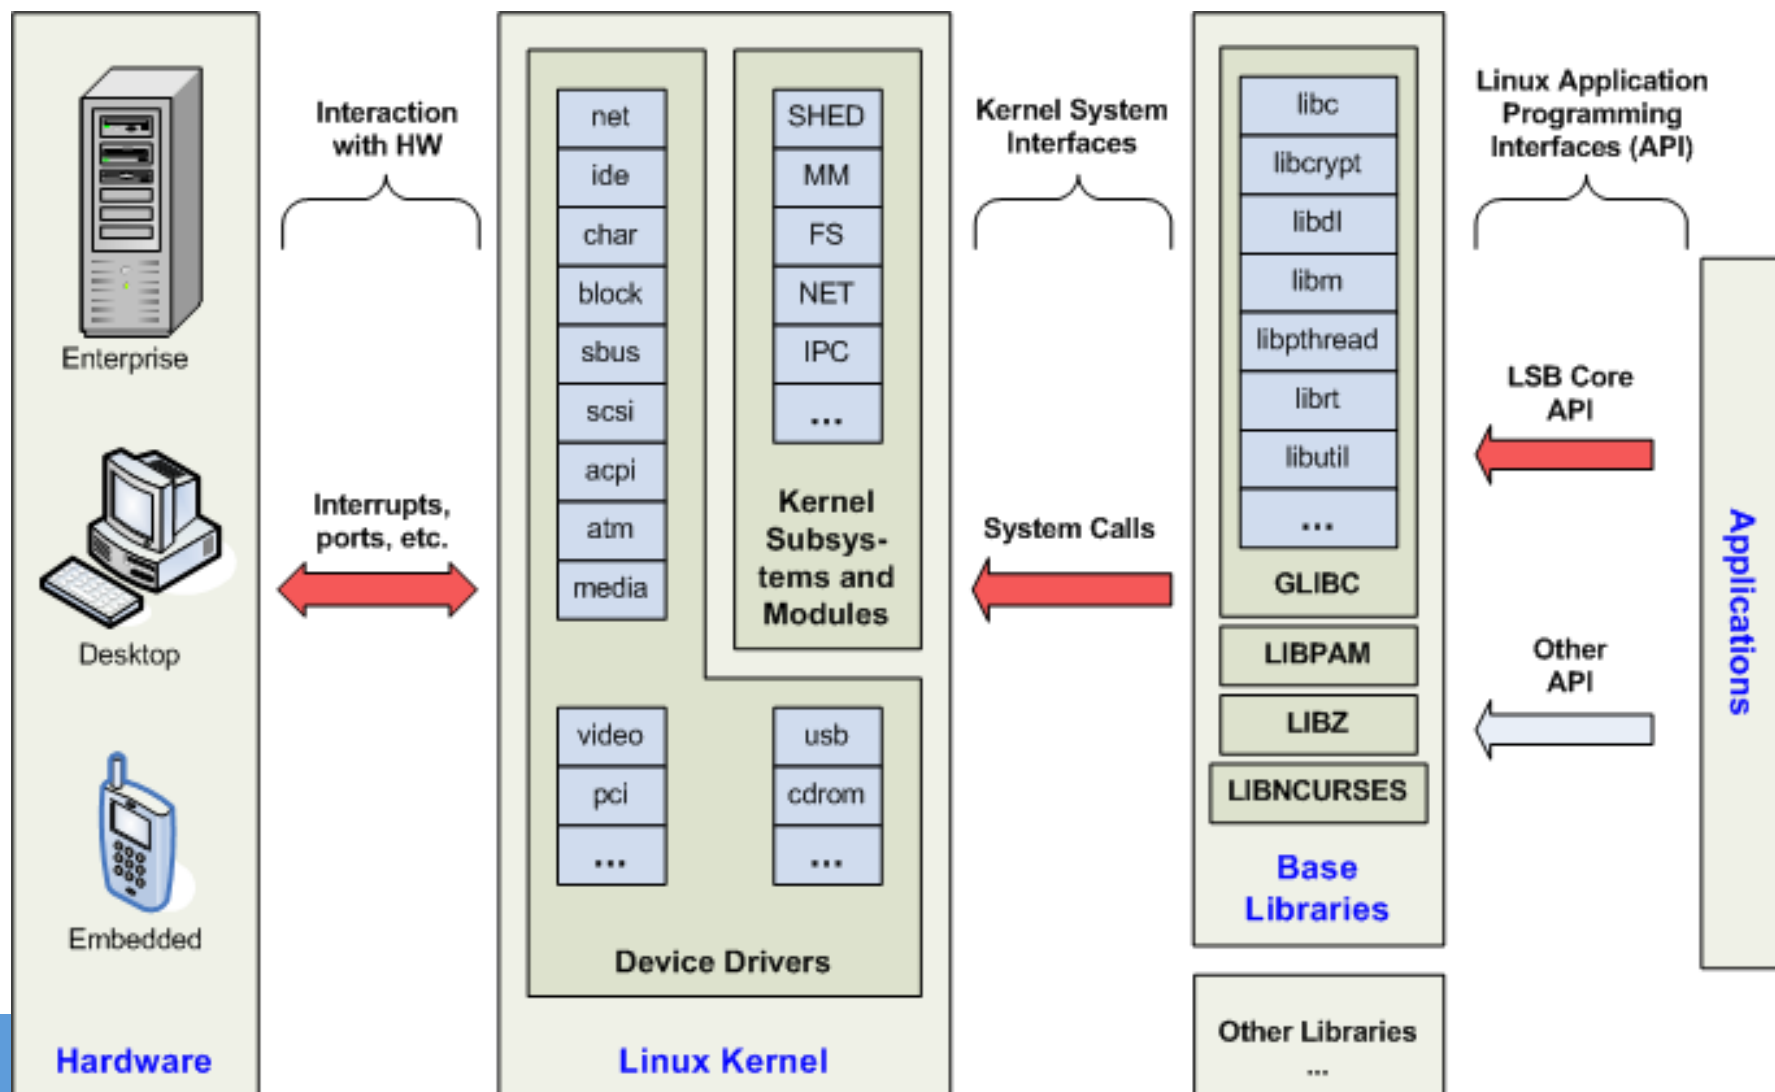 Enterprise
Desktop
Embedded
Hardware
Interaction
with HW
Interrupts,
ports, etc.
net
ide
char
block
sbus
scsi
acpi
atm
media
SHED
MM
FS
NET
IPC
...
Kernel
Subsys-
tems and
Modules
video
pci
...
usb
cdrom
...
Device Drivers
Linux Kernel
Kernel System
Interfaces
System Calls
libc
libcrypt
libdl
libm
libpthread
librt
libutil
...
GLIBC
LIBPAM
LIBZ
LIBNCURSES
Base
Libraries
Other Libraries
...
Linux Application
Programming
Interfaces (API)
LSB Core
API
Other
API
Applications